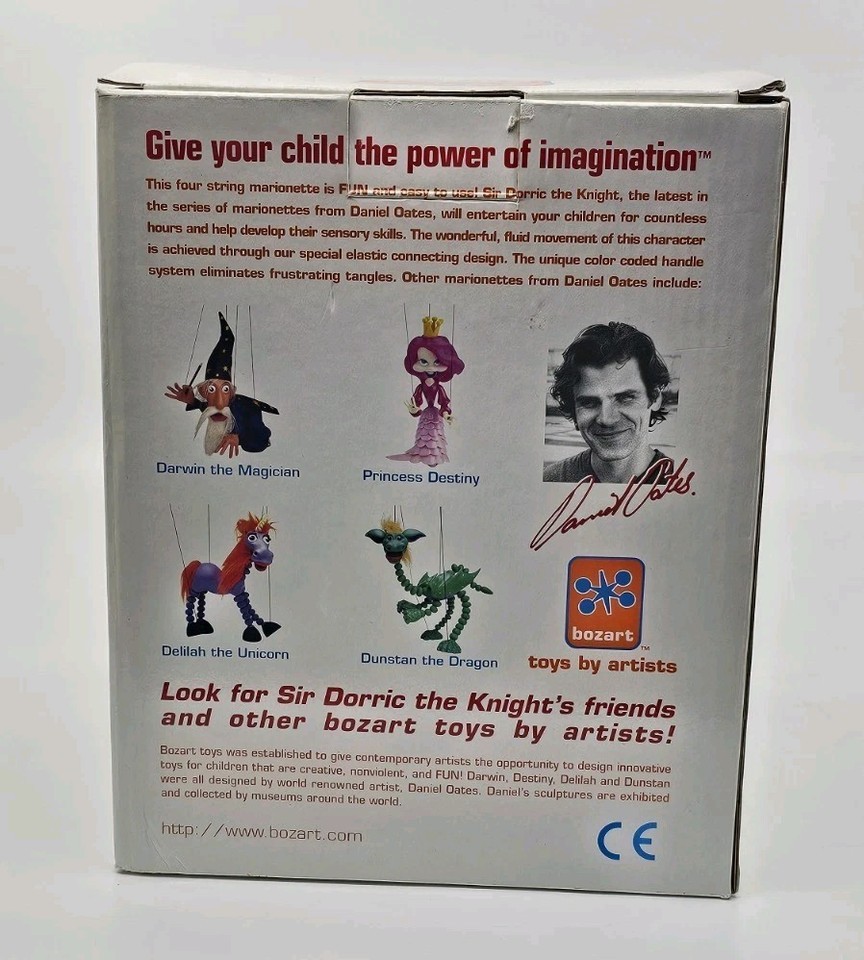 Give your child the power of imagination™
This four string marionette is FUN and easy to use! Sir Dorric the Knight, the latest in
the series of marionettes from Daniel Oates, will entertain your children for countless
hours and help develop their sensory skills. The wonderful, fluid movement of this character
is achieved through our special elastic connecting design. The unique color coded handle
system eliminates frustrating tangles. Other marionettes from Daniel Oates include:
Darwin the Magician
Princess Destiny
Daniel Oates.
Delilah the Unicorn
Dunstan the Dragon
bozart™
toys by artists
Look for Sir Dorric the Knight's friends
and other bozart toys by artists!
Bozart toys was established to give contemporary artists the opportunity to design innovative
toys for children that are creative, nonviolent, and FUN! Darwin, Destiny, Delilah and Dunstan
were all designed by world renowned artist, Daniel Oates. Daniel's sculptures are exhibited
and collected by museums around the world.
http://www.bozart.com
CE